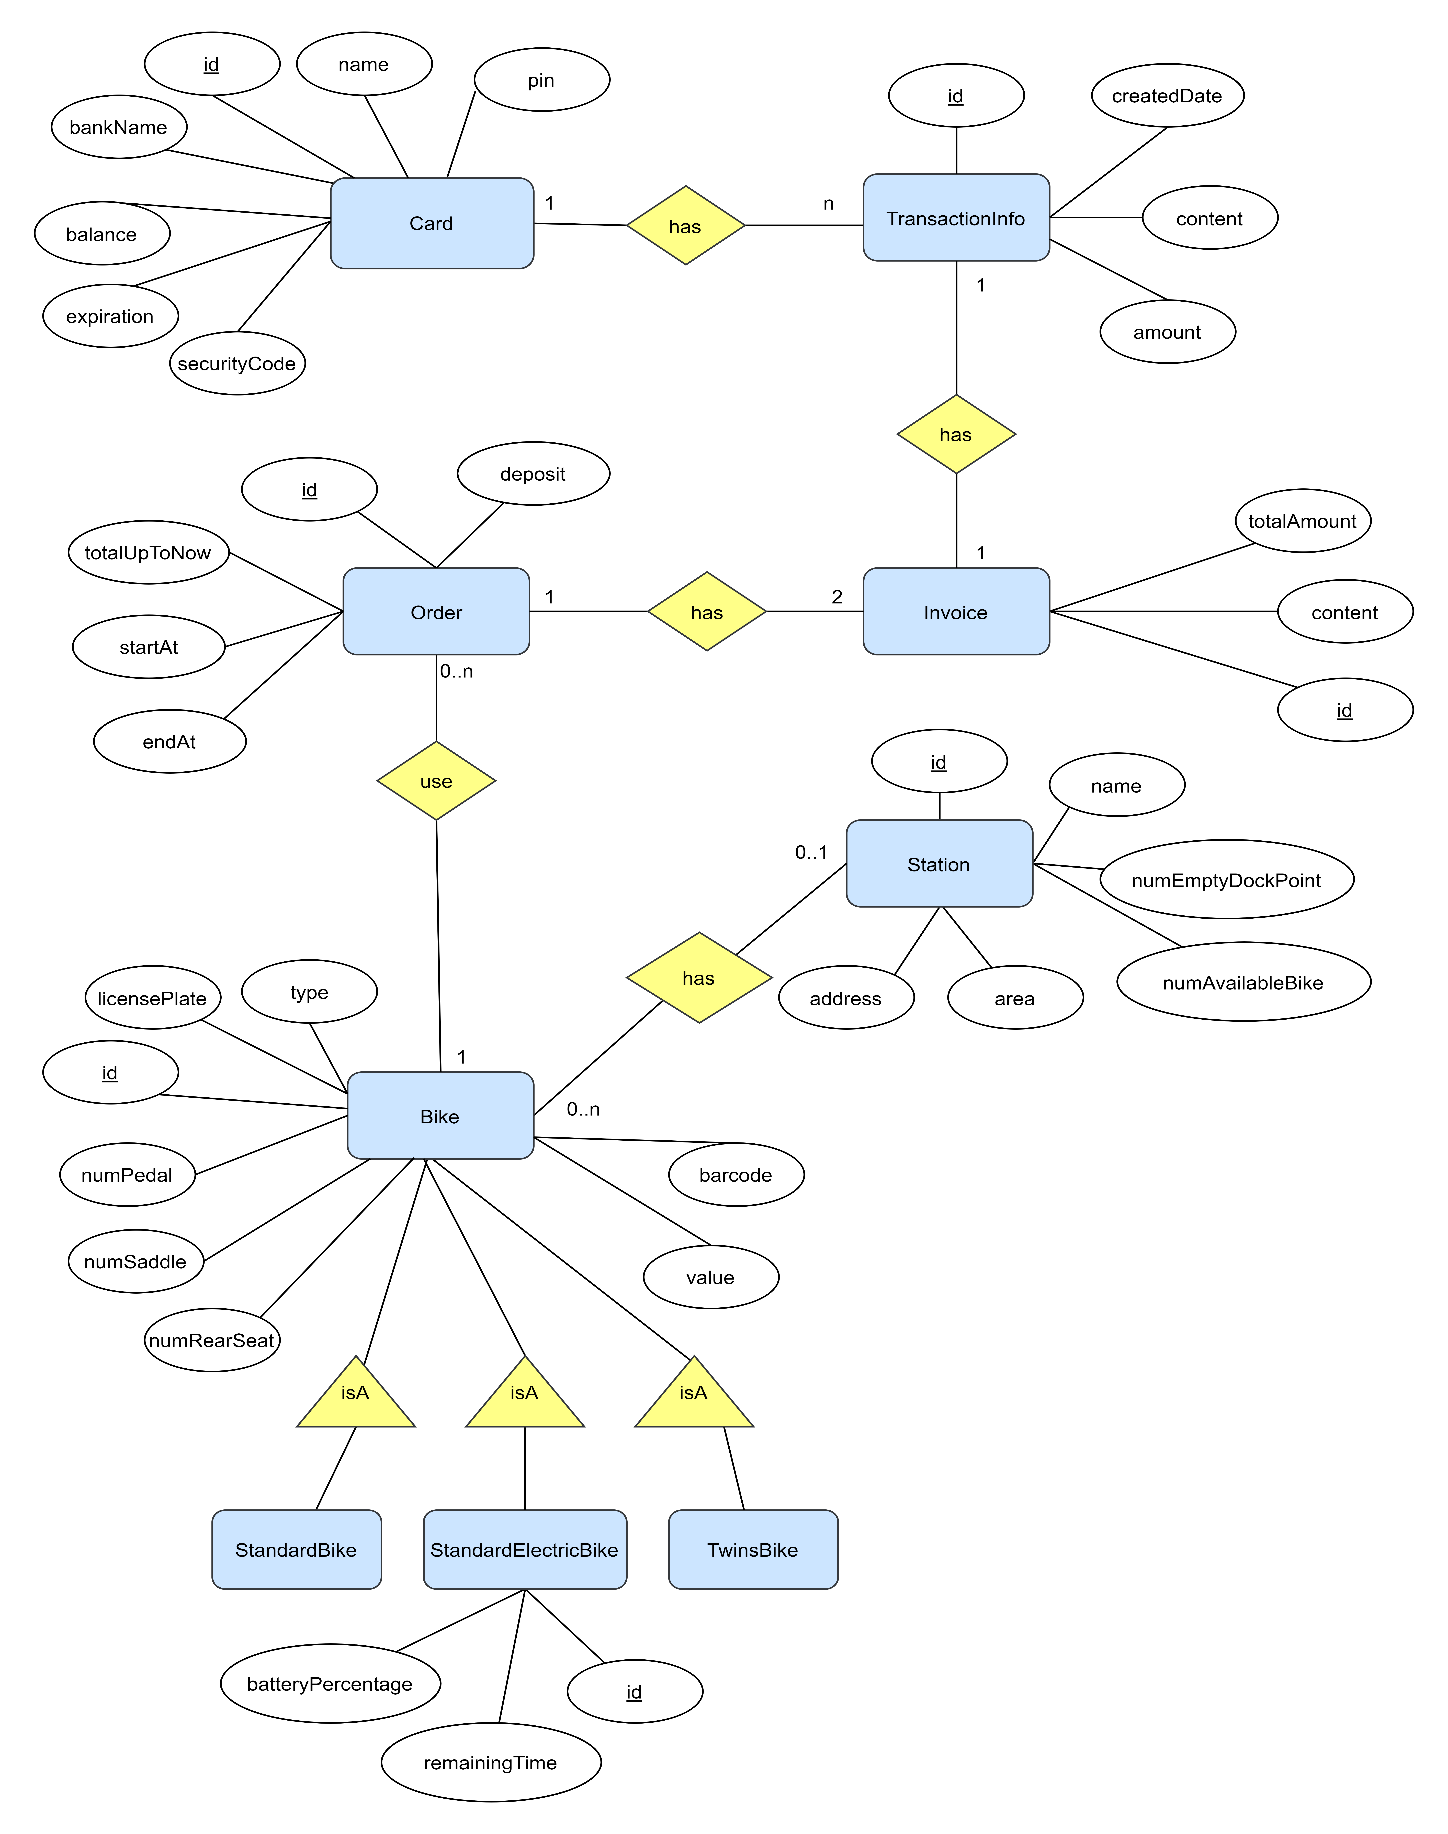 id
name
pin
bankName
balance
expiration
securityCode
Card
1
has
n
id
createdDate
TransactionInfo
content
amount
1
has
1
id
deposit
totalUpToNow
startAt
endAt
Order
1
has
2
Invoice
totalAmount
content
id
0..n
use
1
id
name
Station
numEmptyDockPoint
numAvailableBike
address
area
0..1
has
0..n
licensePlate
type
id
numPedal
numSaddle
numRearSeat
Bike
barcode
value
isA
isA
isA
StandardBike
StandardElectricBike
TwinsBike
batteryPercentage
remainingTime
id